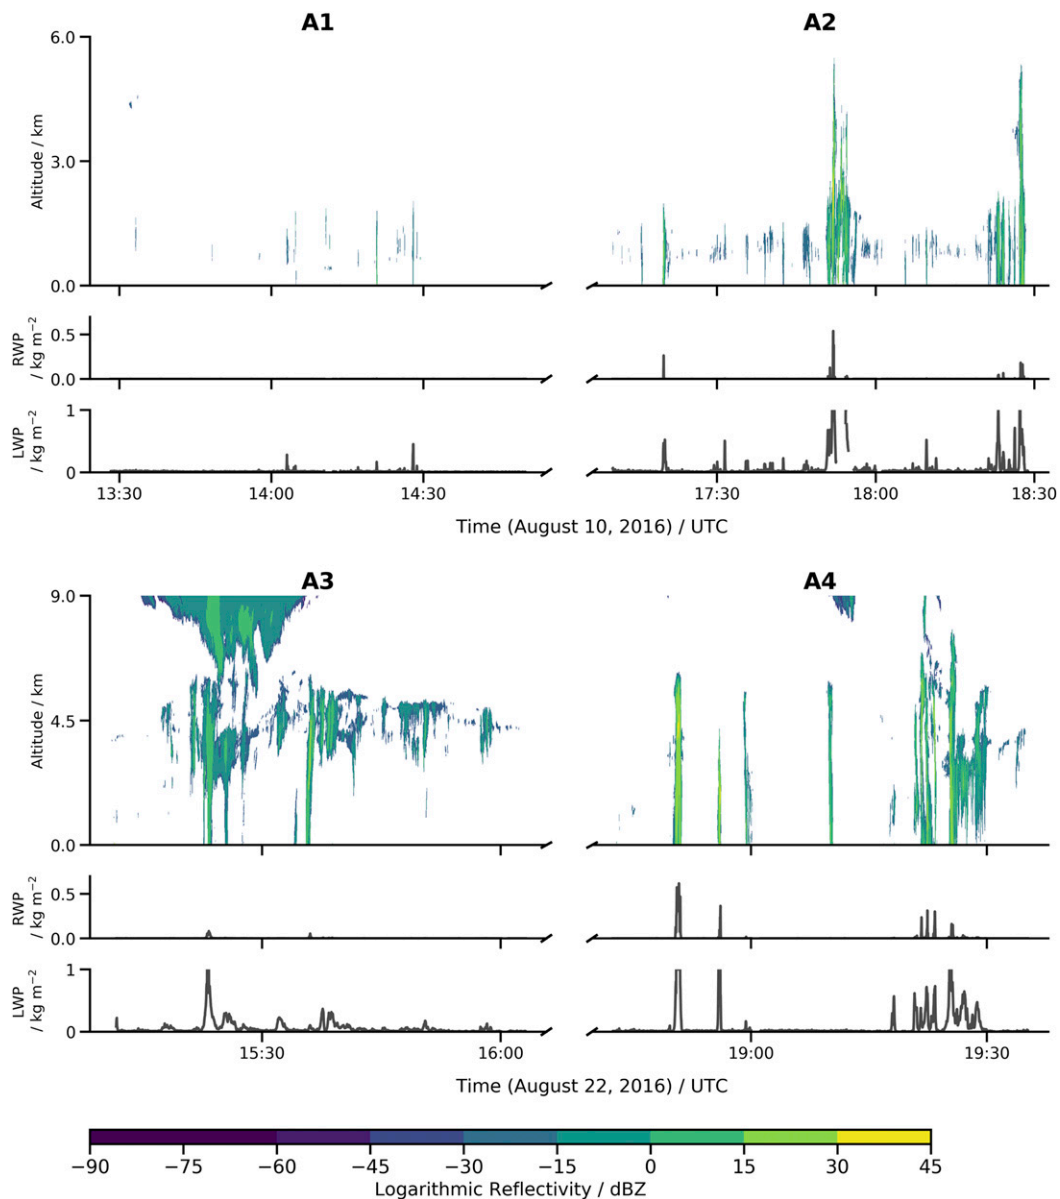 A1 A2
6.0
3.0
0.0
Altitude / km
0.5
0.0
RWP
/ kg m−2
1
0
LWP
/ kg m−2
13:30 14:00 14:30 17:30 18:00 18:30
Time (August 10, 2016) / UTC
A3 A4
9.0
4.5
0.0
Altitude / km
0.5
0.0
RWP
/ kg m−2
1
0
LWP
/ kg m−2
15:30 16:00 19:00 19:30
Time (August 22, 2016) / UTC
−90 −75 −60 −45 −30 −15 0 15 30 45
Logarithmic Reflectivity / dBZ